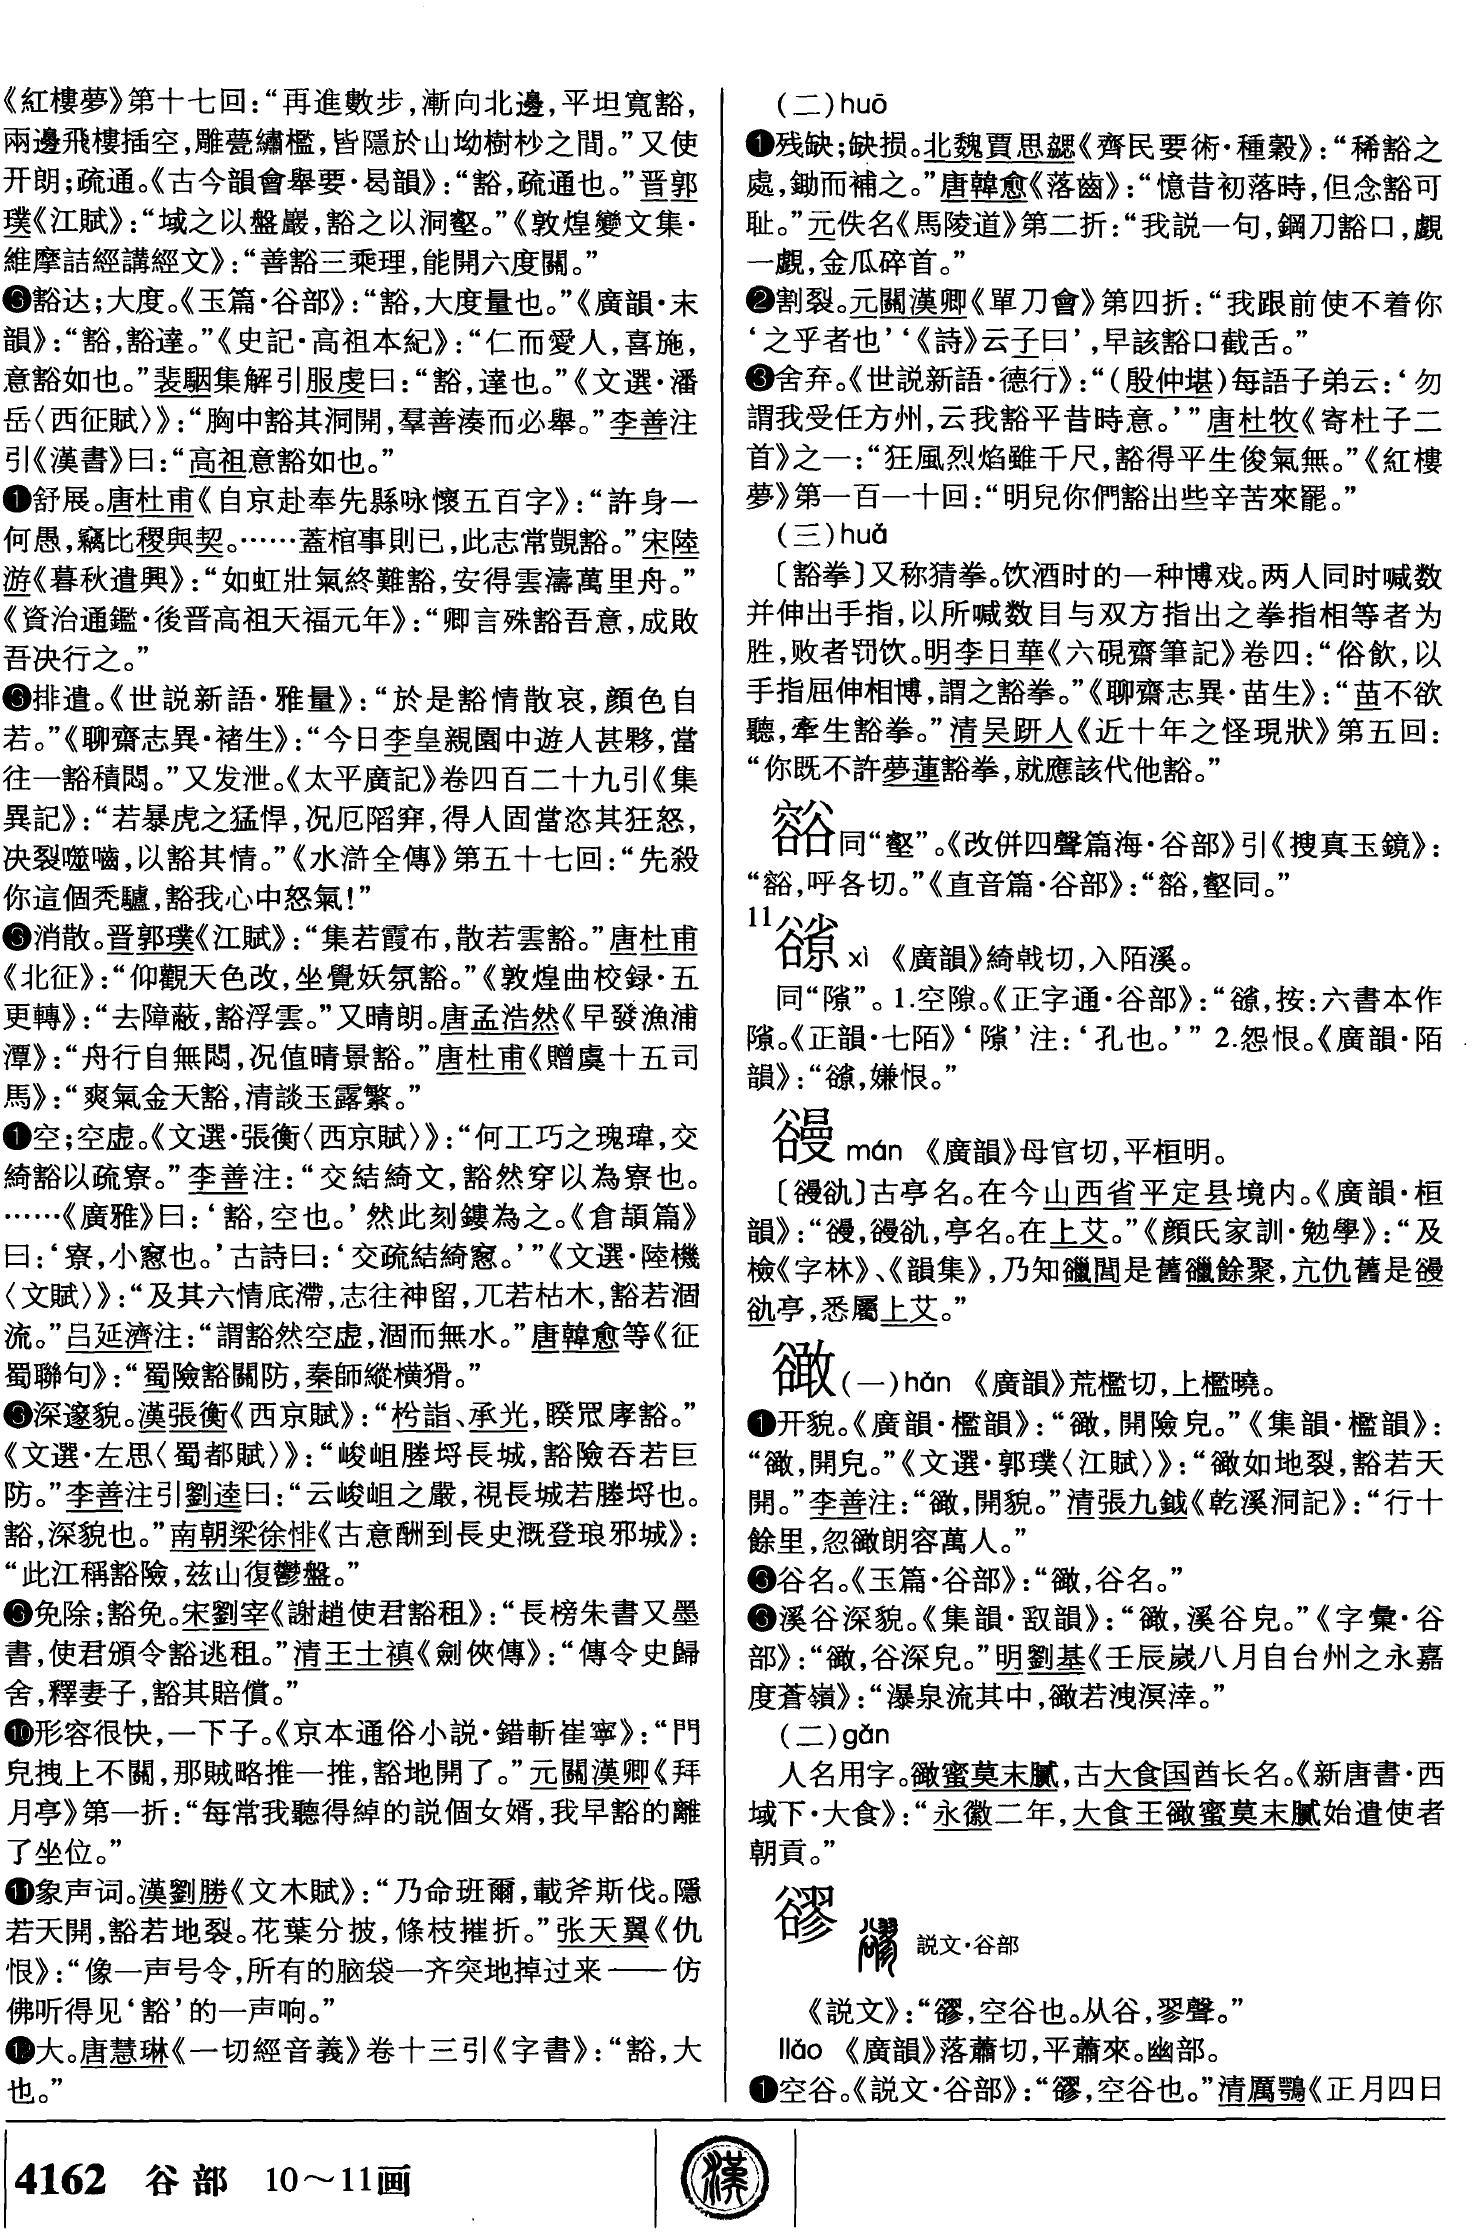 《紅樓夢》第十七回：“再進數步，漸向北邊，平坦寬豁，
兩邊飛樓插空，雕甍繡檻，皆隱於山坳樹杪之間。”又使
开朗；疏通。《古今韻會舉要·曷韻》：“豁，疏通也。”晋郭
璞《江賦》：“域之以盤巖，豁之以洞壑。”《敦煌變文集·
維摩詰經講經文》：“善豁三乘理，能開六度關。”
豁达；大度。《玉篇·谷部》：“豁，大度量也。”《廣韻·末
韻》：“豁，豁達。”《史記·高祖本紀》：“仁而愛人，喜施，
意豁如也。”裴駰集解引服虔曰：“豁，達也。”《文選·潘
岳〈西征賦〉》：“胸中豁其洞開，羣善湊而必舉。”李善注
引《漢書》曰：“高祖意豁如也。”
舒展。唐杜甫《自京赴奉先縣咏懷五百字》：“許身一
何愚，竊比稷與契。……蓋棺事則已，此志常覬豁。”宋陸
游《暮秋遣興》：“如虹壯氣終難豁，安得雲濤萬里舟。”
《資治通鑑·後晋高祖天福元年》：“卿言殊豁吾意，成敗
吾决行之。”
排遣。《世説新語·雅量》：“於是豁情散哀，顔色自
若。”《聊齋志異·褚生》：“今日李皇親園中遊人甚夥，當
往一豁積悶。”又发泄。《太平廣記》卷四百二十九引《集
異記》：“若暴虎之猛悍，况厄陷穽，得人固當恣其狂怒，
决裂噬嚙，以豁其情。”《水滸全傳》第五十七回：“先殺
你這個秃驢，豁我心中怒氣！”
消散。晋郭璞《江賦》：“集若霞布，散若雲豁。”唐杜甫
《北征》：“仰觀天色改，坐覺妖氛豁。”《敦煌曲校録·五
更轉》：“去障蔽，豁浮雲。”又晴朗。唐孟浩然《早發漁浦
潭》：“舟行自無悶，况值晴景豁。”唐杜甫《贈虞十五司
馬》：“爽氣金天豁，清談玉露繁。”
空；空虚。《文選·張衡〈西京賦〉》：“何工巧之瑰瑋，交
綺豁以疏寮。”李善注：“交結綺文，豁然穿以為寮也。
……《廣雅》曰：‘豁，空也。’然此刻鏤為之。《倉頡篇》
曰：‘寮，小窻也。’古詩曰：‘交疏結綺窻。’”《文選·陸機
〈文賦〉》：“及其六情底滯，志往神留，兀若枯木，豁若涸
流。”吕延濟注：“謂豁然空虚，涸而無水。”唐韓愈等《征
蜀聯句》：“蜀險豁關防，秦師縱横猾。”
深邃貌。漢張衡《西京賦》：“枍詣、承光，睽眾庨豁。”
《文選·左思〈蜀都賦〉》：“峻岨塍埒長城，豁險吞若巨
防。”李善注引劉逵曰：“云峻岨之嚴，視長城若塍埒也。
豁，深貌也。”南朝梁徐悱《古意酬到長史溉登琅邪城》：
“此江稱豁險，兹山復鬱盤。”
免除；豁免。宋劉宰《謝趙使君豁租》：“長榜朱書又墨
書，使君頒令豁逃租。”清王士禛《劍俠傳》：“傳令史歸
舍，釋妻子，豁其賠償。”
❿形容很快，一下子。《京本通俗小説·錯斬崔寧》：“門
兒拽上不關，那賊略推一推，豁地開了。”元關漢卿《拜
月亭》第一折：“每常我聽得綽的説個女婿，我早豁的離
了坐位。”
⓫象声词。漢劉勝《文木賦》：“乃命班爾，載斧斯伐。隱
若天開，豁若地裂。花葉分披，條枝摧折。”张天翼《仇
恨》：“像一声号令，所有的脑袋一齐突地掉过来——仿
佛听得见‘豁’的一声响。”
大。唐慧琳《一切經音義》卷十三引《字書》：“豁，大
也。”
（二）huō
❶残缺；缺损。北魏賈思勰《齊民要術·種穀》：“稀豁之
處，鋤而補之。”唐韓愈《落齒》：“憶昔初落時，但念豁可
耻。”元佚名《馬陵道》第二折：“我説一句，鋼刀豁口，覷
一覷，金瓜碎首。”
❷割裂。元關漢卿《單刀會》第四折：“我跟前使不着你
‘之乎者也’‘《詩》云子曰’，早該豁口截舌。”
❸舍弃。《世説新語·德行》：“（殷仲堪）每語子弟云：‘勿
謂我受任方州，云我豁平昔時意。’”唐杜牧《寄杜子二
首》之一：“狂風烈焰雖千尺，豁得平生俊氣無。”《紅樓
夢》第一百一十回：“明兒你們豁出些辛苦來罷。”
（三）huá
〔豁拳〕又称猜拳。饮酒时的一种博戏。两人同时喊数
并伸出手指，以所喊数目与双方指出之拳指相等者为
胜，败者罚饮。明李日華《六硯齋筆記》卷四：“俗飲，以
手指屈伸相博，謂之豁拳。”《聊齋志異·苗生》：“苗不欲
聽，牽生豁拳。”清吴趼人《近十年之怪現狀》第五回：
“你既不許夢蓮豁拳，就應該代他豁。”
同“壑”。《改併四聲篇海·谷部》引《搜真玉鏡》：
“，呼各切。”《直音篇·谷部》：“，壑同。”
11
xì 《廣韻》綺戟切，入陌溪。
同“隙”。1.空隙。《正字通·谷部》：“，按：六書本作
隙。《正韻·七陌》‘隙’注：‘孔也。’” 2.怨恨。《廣韻·陌
韻》：“，嫌恨。”
謾 mán 《廣韻》母官切，平桓明。
古亭名。在今山西省平定县境内。《廣韻·桓
韻》：“亭名。在上艾。”《顔氏家訓·勉學》：“及
檢《字林》、《韻集》，乃知獵閭是舊餘聚，亢仇舊是
亭，悉屬上艾。”
豃（一）hǎn 《廣韻》荒檻切，上檻曉。
❶开貌。《廣韻·檻韻》：“豃，開險皃。”《集韻·檻韻》：
“豃，開皃。”《文選·郭璞〈江賦〉》：“豃如地裂，豁若天
開。”李善注：“豃，開貌。”清張九鉞《乾溪洞記》：“行十
餘里，忽豃朗容萬人。”
谷名。《玉篇·谷部》：“豃，谷名。”
溪谷深貌。《集韻·㪉韻》：“豃，溪谷皃。”《字彙·谷
部》：“豃，谷深皃。”明劉基《壬辰嵗八月自台州之永嘉
度蒼嶺》：“瀑泉流其中，豃若洩溟涬。”
（二）gǎn
人名用字。豃蜜莫末膩，古大食国酋长名。《新唐書·西
域下·大食》：“永徽二年，大食王豃蜜莫末膩始遣使者
朝貢。”
豂 説文·谷部
《説文》：“豂，空谷也。从谷，翏聲。”
liáo 《廣韻》落蕭切，平蕭來。幽部。
❶空谷。《説文·谷部》：“豂，空谷也。”清厲鶚《正月四日
4162 谷部 10～11画
漢